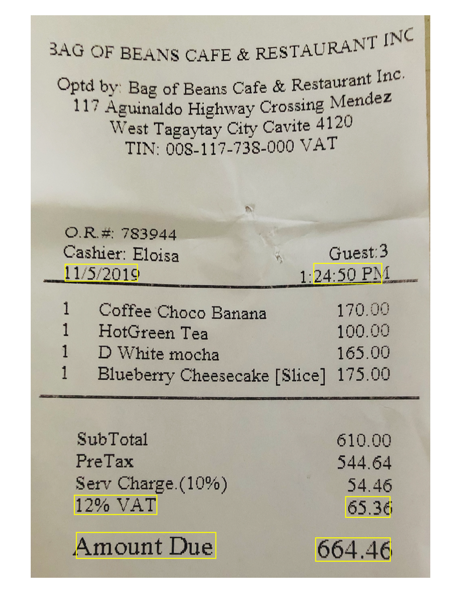 BAG OF BEANS CAFE & RESTAURANT INC
Optd by: Bag of Beans Cafe & Restaurant Inc.
117 Aguinaldo Highway Crossing Mendez
West Tagaytay City Cavite 4120
TIN: 008-117-738-000 VAT
O.R.#: 783944
Cashier: Eloisa Guest:3
11/5/2019 1:24:50 PM
1 Coffee Choco Banana 170.00
1 HotGreen Tea 100.00
1 D White mocha 165.00
1 Blueberry Cheesecake [Slice] 175.00
SubTotal 610.00
PreTax 544.64
Serv Charge.(10%) 54.46
12% VAT 65.36
Amount Due 664.46